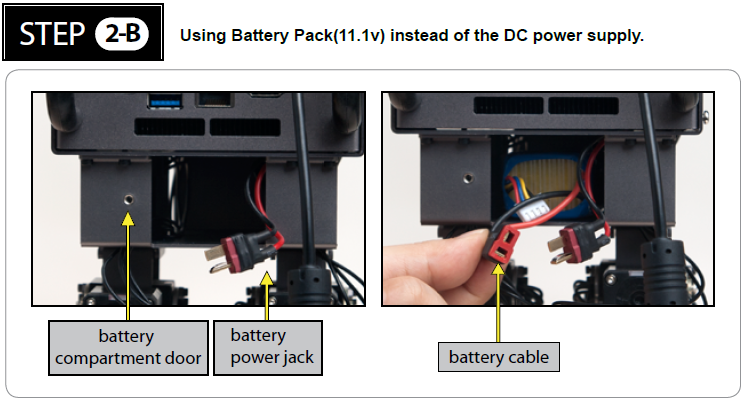 STEP 2-B
Using Battery Pack(11.1v) instead of the DC power supply.
battery
compartment door
battery
power jack
battery cable